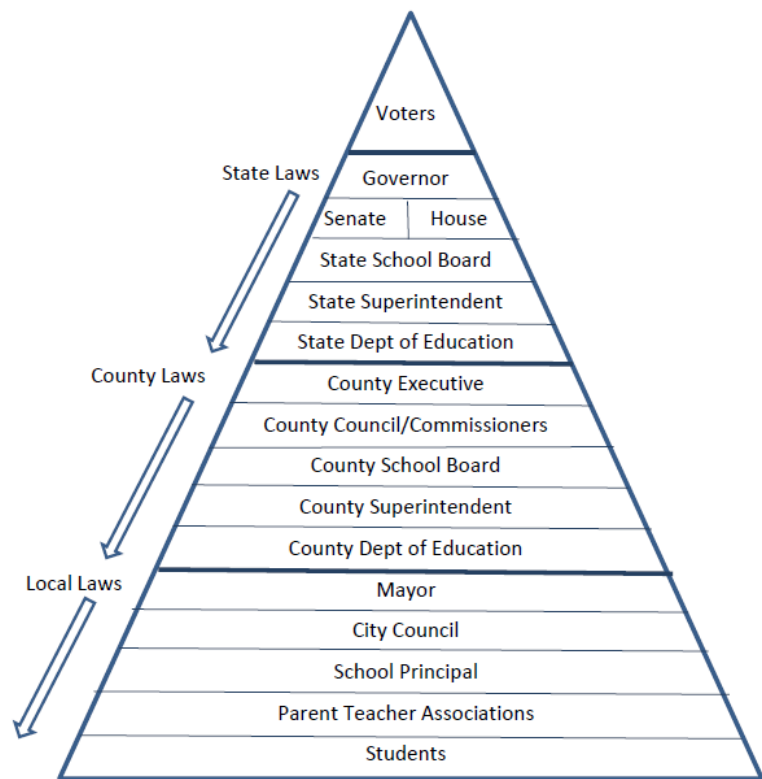 Voters
State Laws
Governor
Senate House
State School Board
State Superintendent
State Dept of Education
County Laws
County Executive
County Council/Commissioners
County School Board
County Superintendent
County Dept of Education
Local Laws
Mayor
City Council
School Principal
Parent Teacher Associations
Students